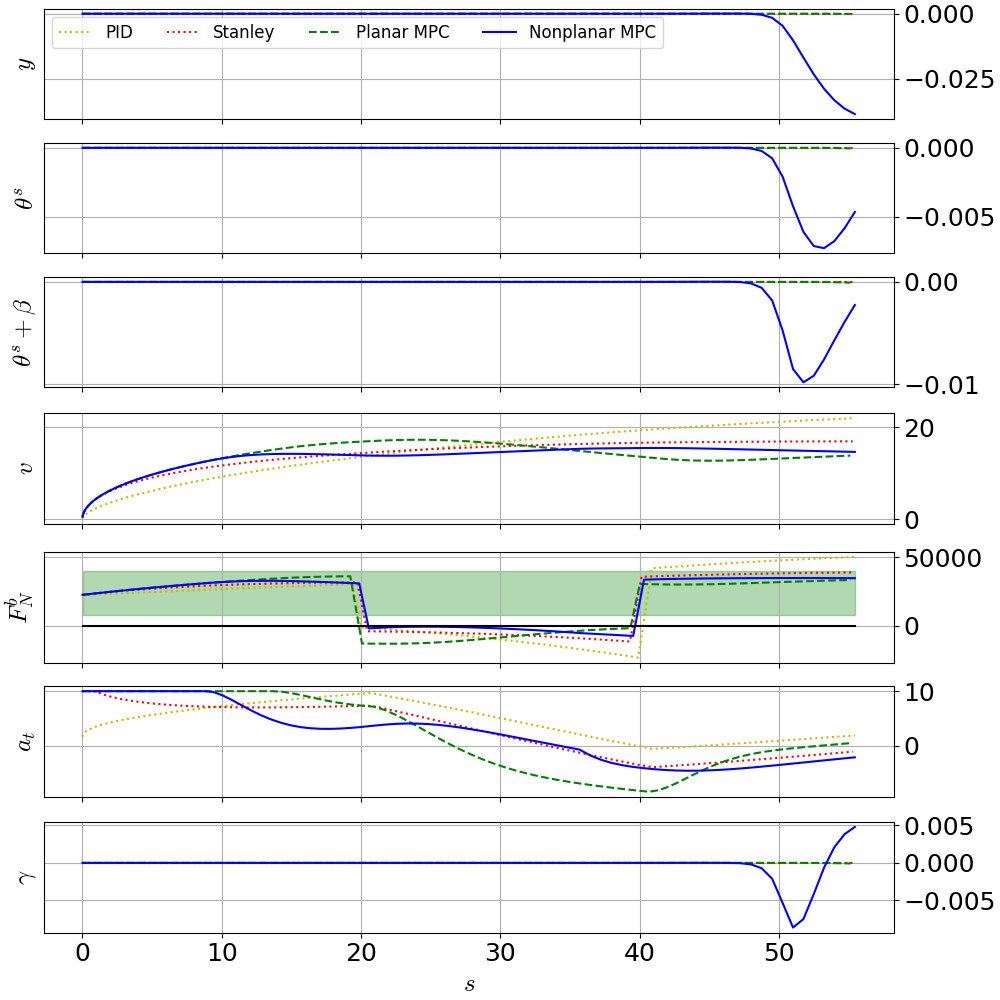 PID Stanley Planar MPC Nonplanar MPC
y
0.000
−0.025
θ^s
0.000
−0.005
θ^s + β
0.00
−0.01
v
20
0
F_N^b
50000
0
a_t
10
0
γ
0.005
0.000
−0.005
0 10 20 30 40 50
s